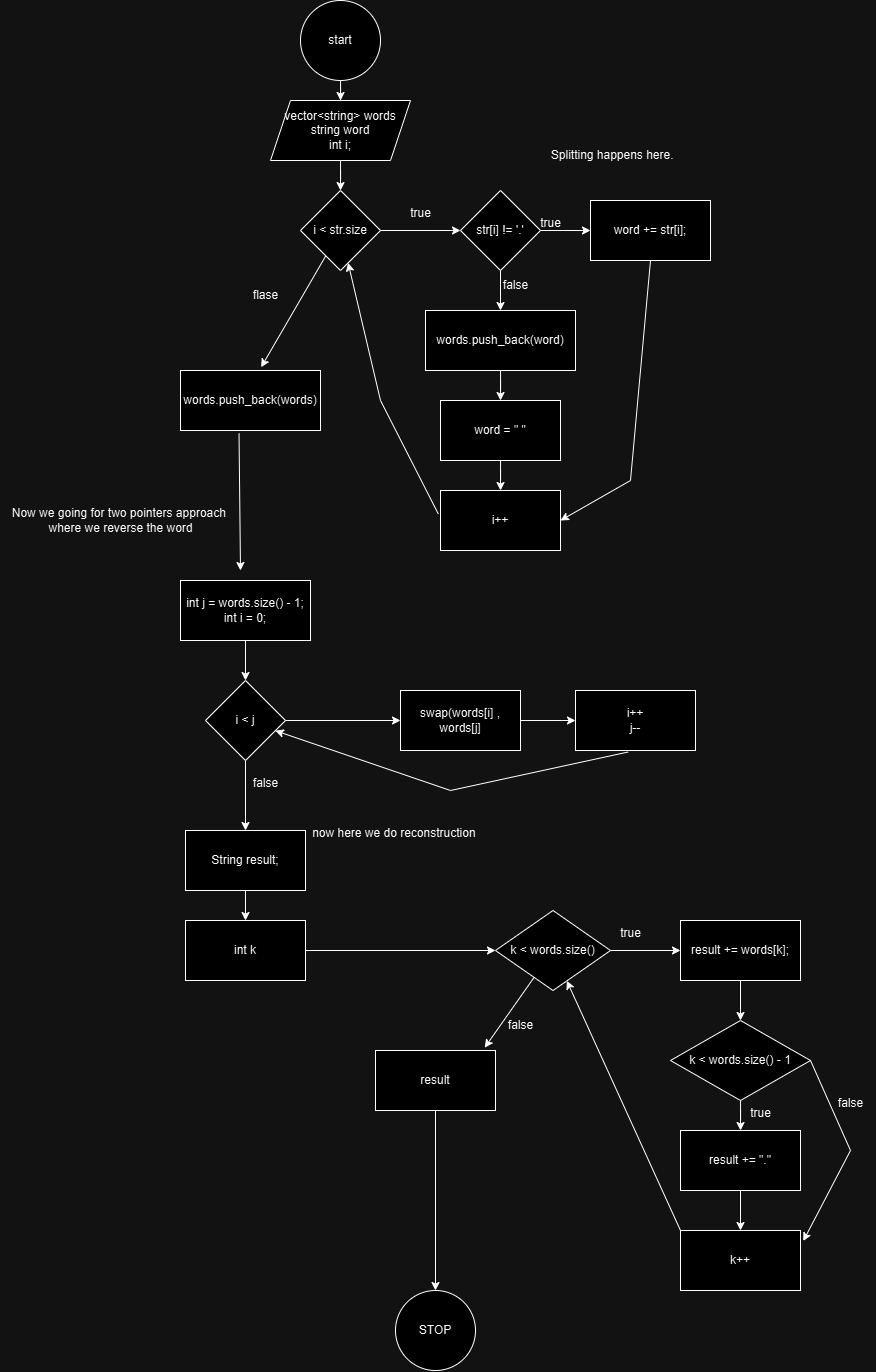 start
vector<string> words
string word
int i;
Splitting happens here.
i < str.size
true
str[i] != '.'
true
word += str[i];
false
flase
words.push_back(word)
words.push_back(words)
word = " "
i++
Now we going for two pointers approach
where we reverse the word
int j = words.size() - 1;
int i = 0;
i < j
swap(words[i] ,
words[j]
i++
j--
false
now here we do reconstruction
String result;
int k
k < words.size()
true
result += words[k];
false
result
k < words.size() - 1
true
false
result += "."
k++
STOP